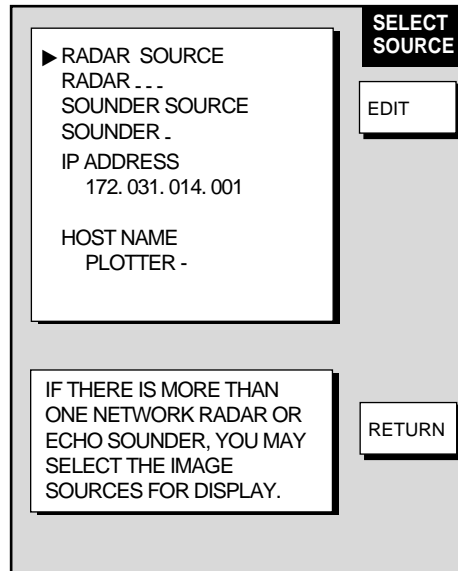 SELECT
SOURCE
▶ RADAR SOURCE
RADAR _ _ _
SOUNDER SOURCE
SOUNDER _
IP ADDRESS
172. 031. 014. 001
HOST NAME
PLOTTER -
EDIT
IF THERE IS MORE THAN
ONE NETWORK RADAR OR
ECHO SOUNDER, YOU MAY
SELECT THE IMAGE
SOURCES FOR DISPLAY.
RETURN